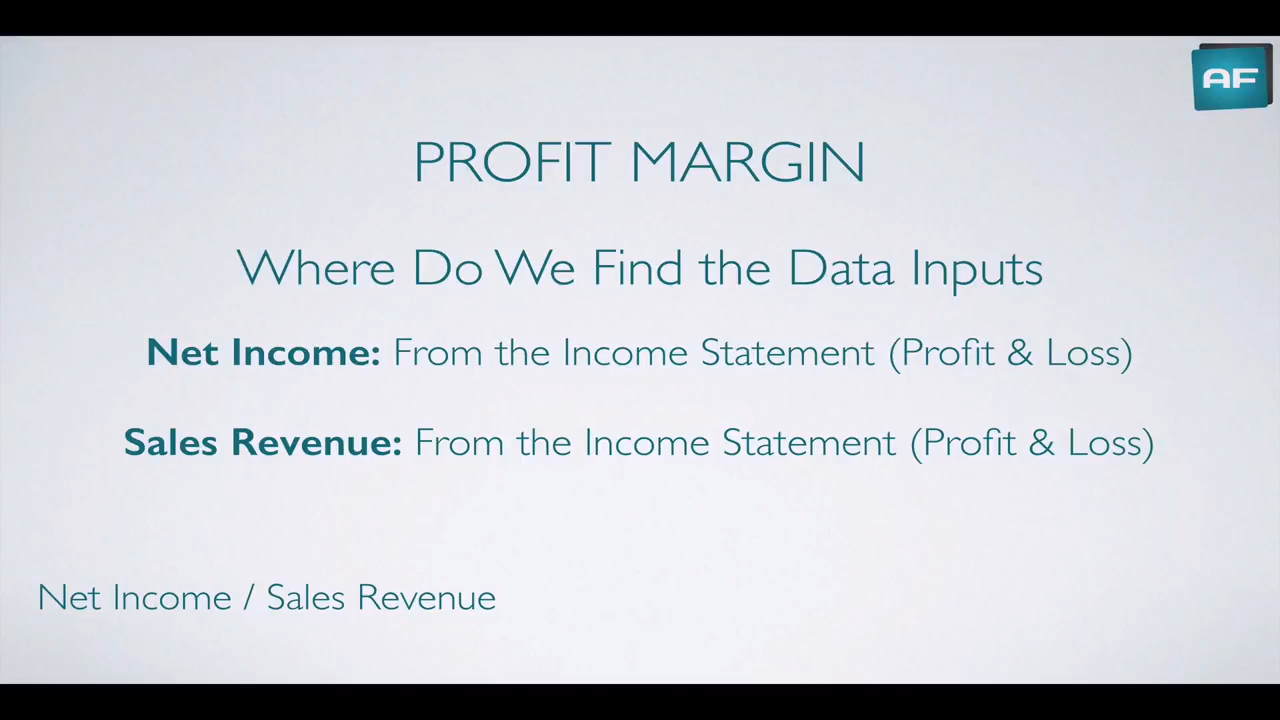 AF
PROFIT MARGIN
Where Do We Find the Data Inputs
Net Income: From the Income Statement (Profit & Loss)
Sales Revenue: From the Income Statement (Profit & Loss)
Net Income / Sales Revenue